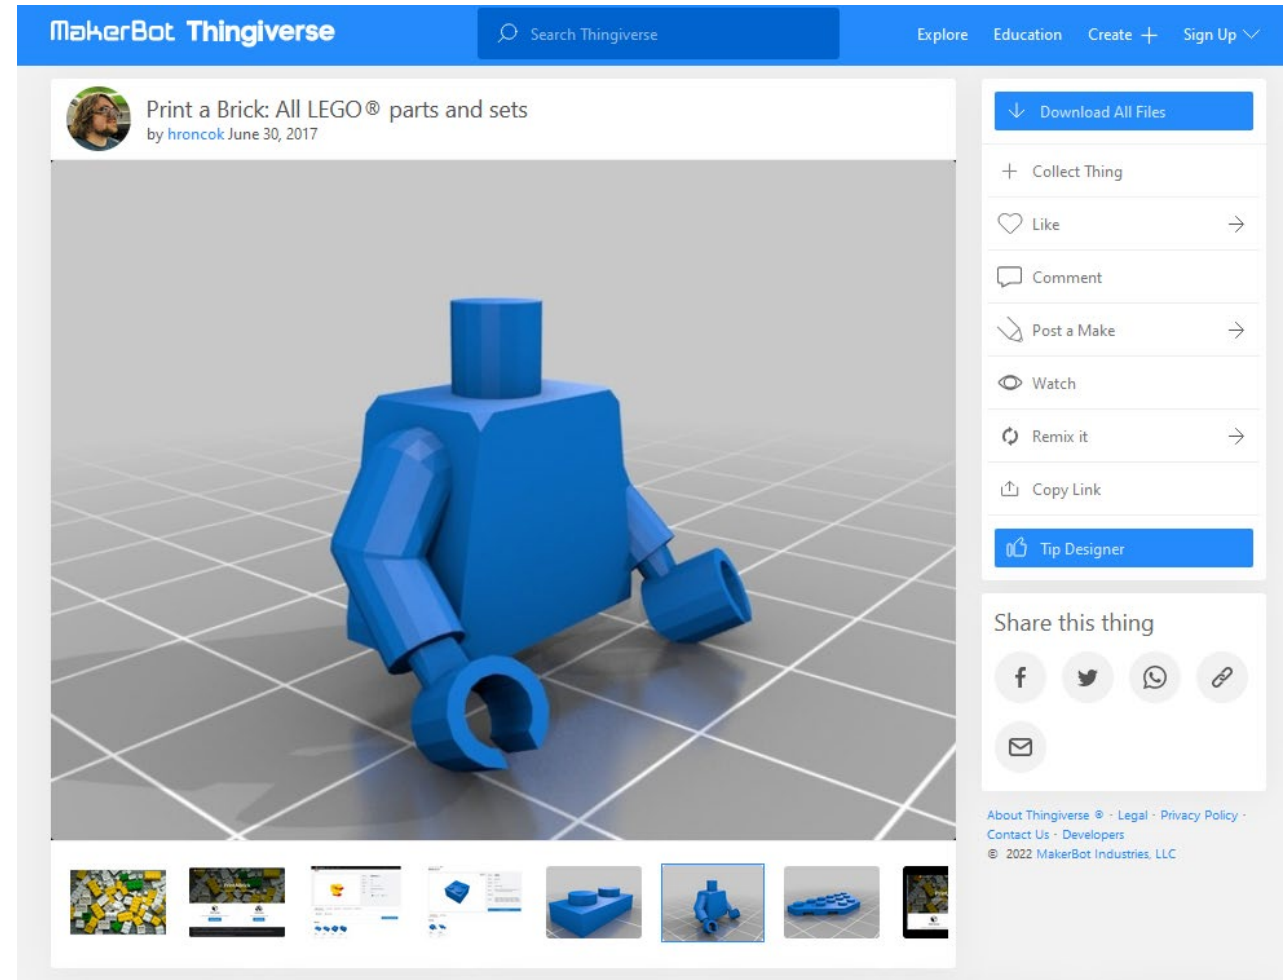 MakerBot Thingiverse
Search Thingiverse
Explore
Education
Create
Sign Up
Print a Brick: All LEGO® parts and sets
by hroncok June 30, 2017
Download All Files
Collect Thing
Like
Comment
Post a Make
Watch
Remix it
Copy Link
Tip Designer
Share this thing
About Thingiverse ® · Legal · Privacy Policy ·
Contact Us · Developers
© 2022 MakerBot Industries, LLC